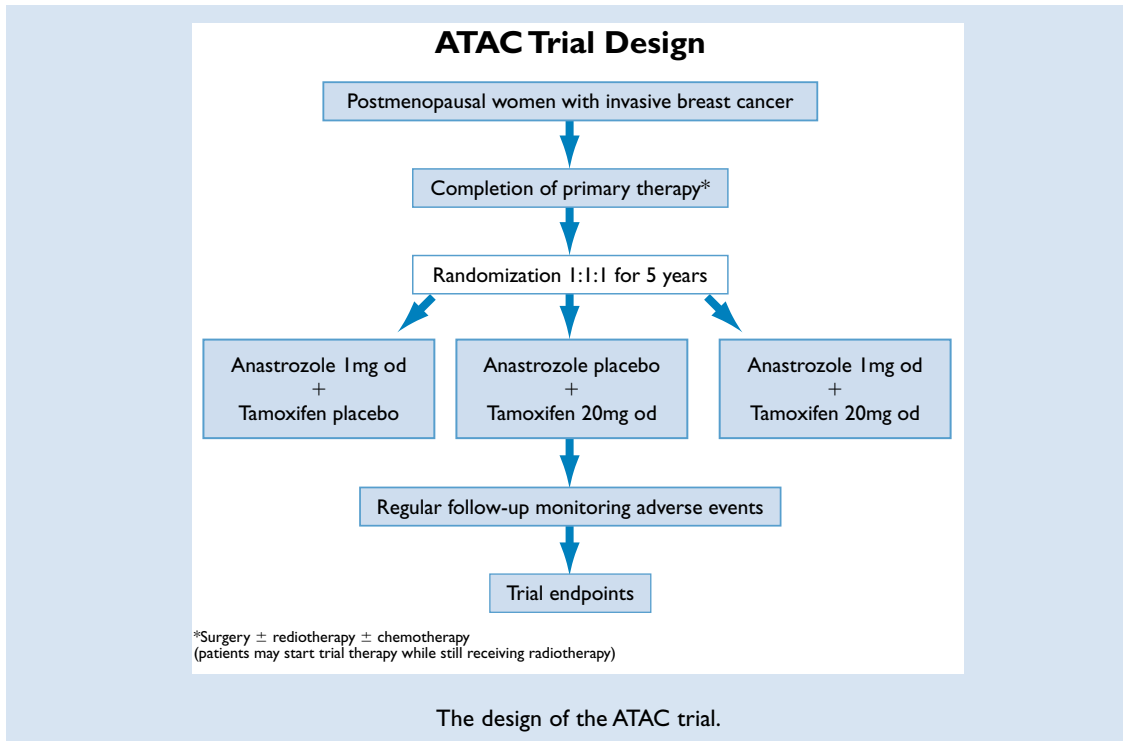 ATAC Trial Design
Postmenopausal women with invasive breast cancer
Completion of primary therapy*
Randomization 1:1:1 for 5 years
Anastrozole 1mg od
+
Tamoxifen placebo
Anastrozole placebo
+
Tamoxifen 20mg od
Anastrozole 1mg od
+
Tamoxifen 20mg od
Regular follow-up monitoring adverse events
Trial endpoints
*Surgery ± rediotherapy ± chemotherapy
(patients may start trial therapy while still receiving radiotherapy)
The design of the ATAC trial.